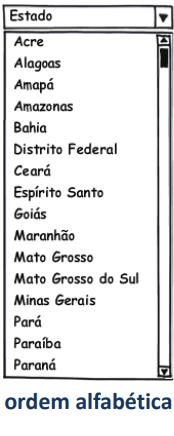 Estado
Acre
Alagoas
Amapá
Amazonas
Bahia
Distrito Federal
Ceará
Espírito Santo
Goiás
Maranhão
Mato Grosso
Mato Grosso do Sul
Minas Gerais
Pará
Paraíba
Paraná
ordem alfabética